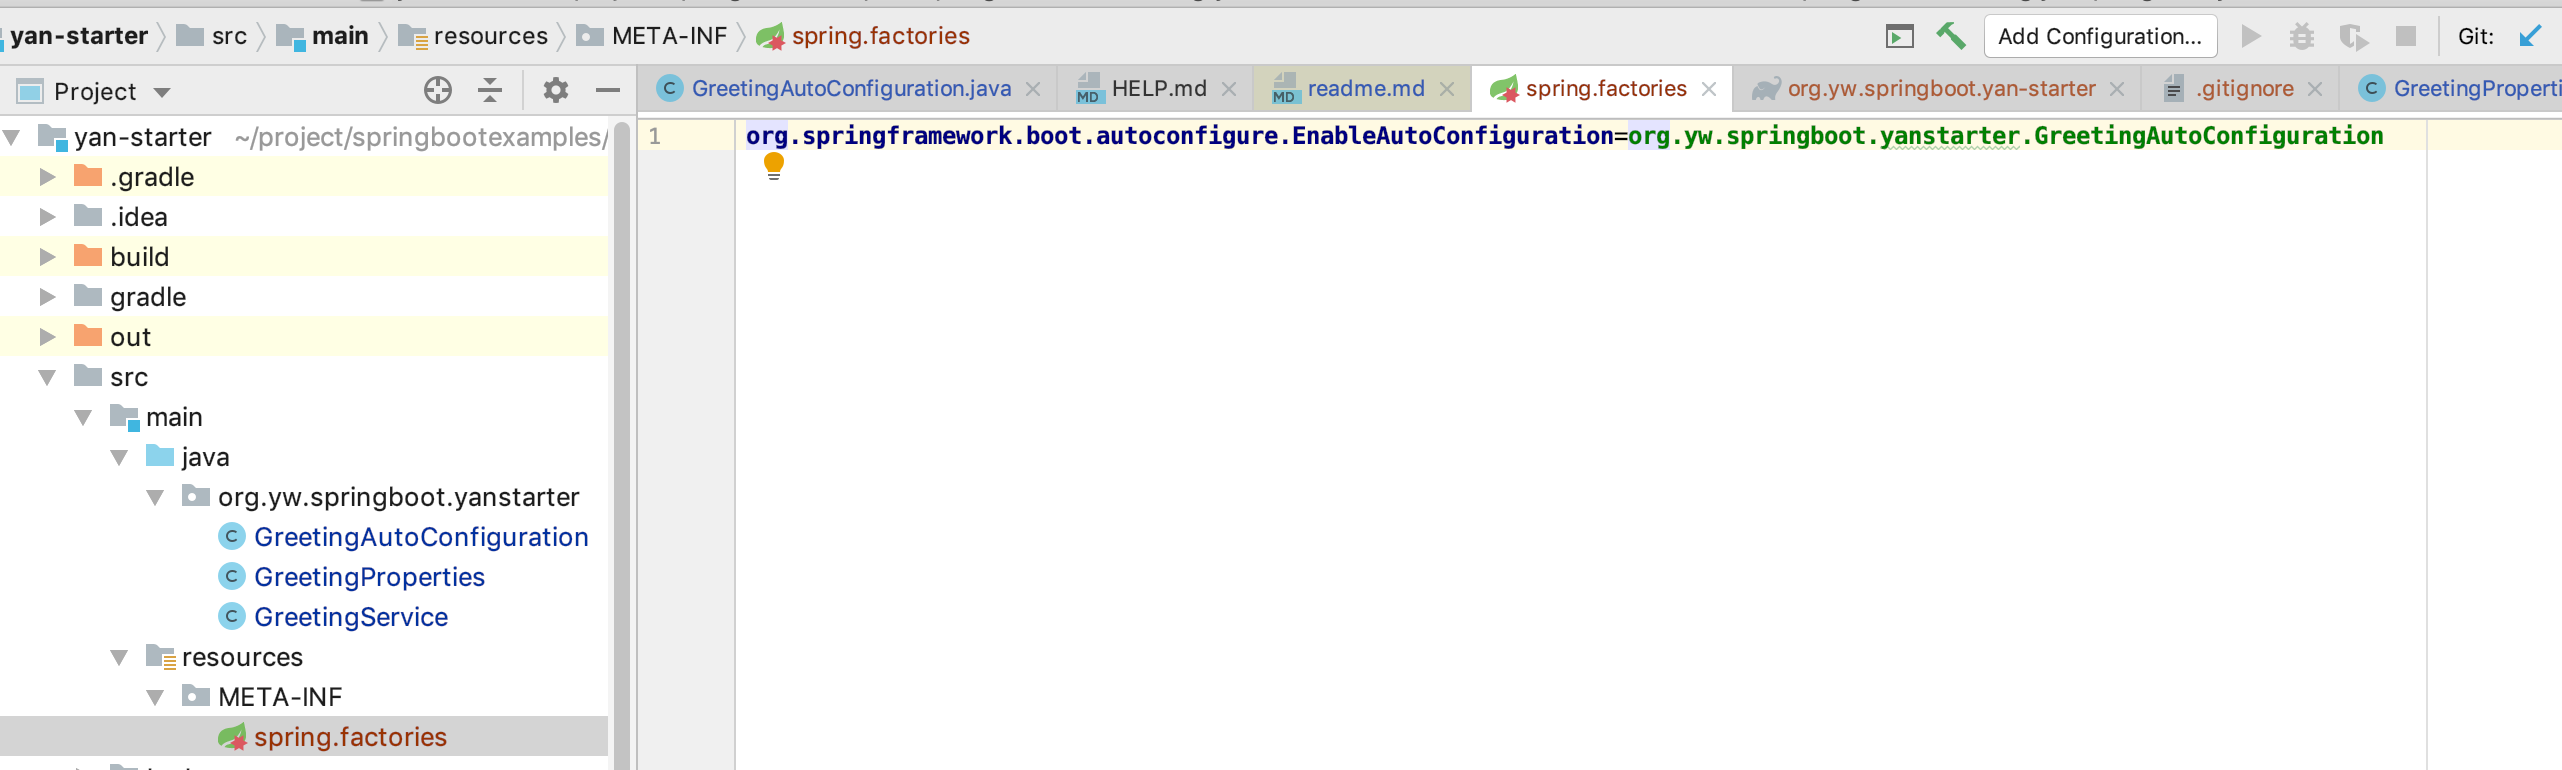 yan-starter src main resources META-INF spring.factories Add Configuration... Git:
Project
GreetingAutoConfiguration.java HELP.md readme.md spring.factories org.yw.springboot.yan-starter .gitignore GreetingProperti
MD MD
1 org.springframework.boot.autoconfigure.EnableAutoConfiguration=org.yw.springboot.yanstarter.GreetingAutoConfiguration
yan-starter ~/project/springbootexamples/
.gradle
.idea
build
gradle
out
src
main
java
org.yw.springboot.yanstarter
C GreetingAutoConfiguration
C GreetingProperties
C GreetingService
resources
META-INF
spring.factories